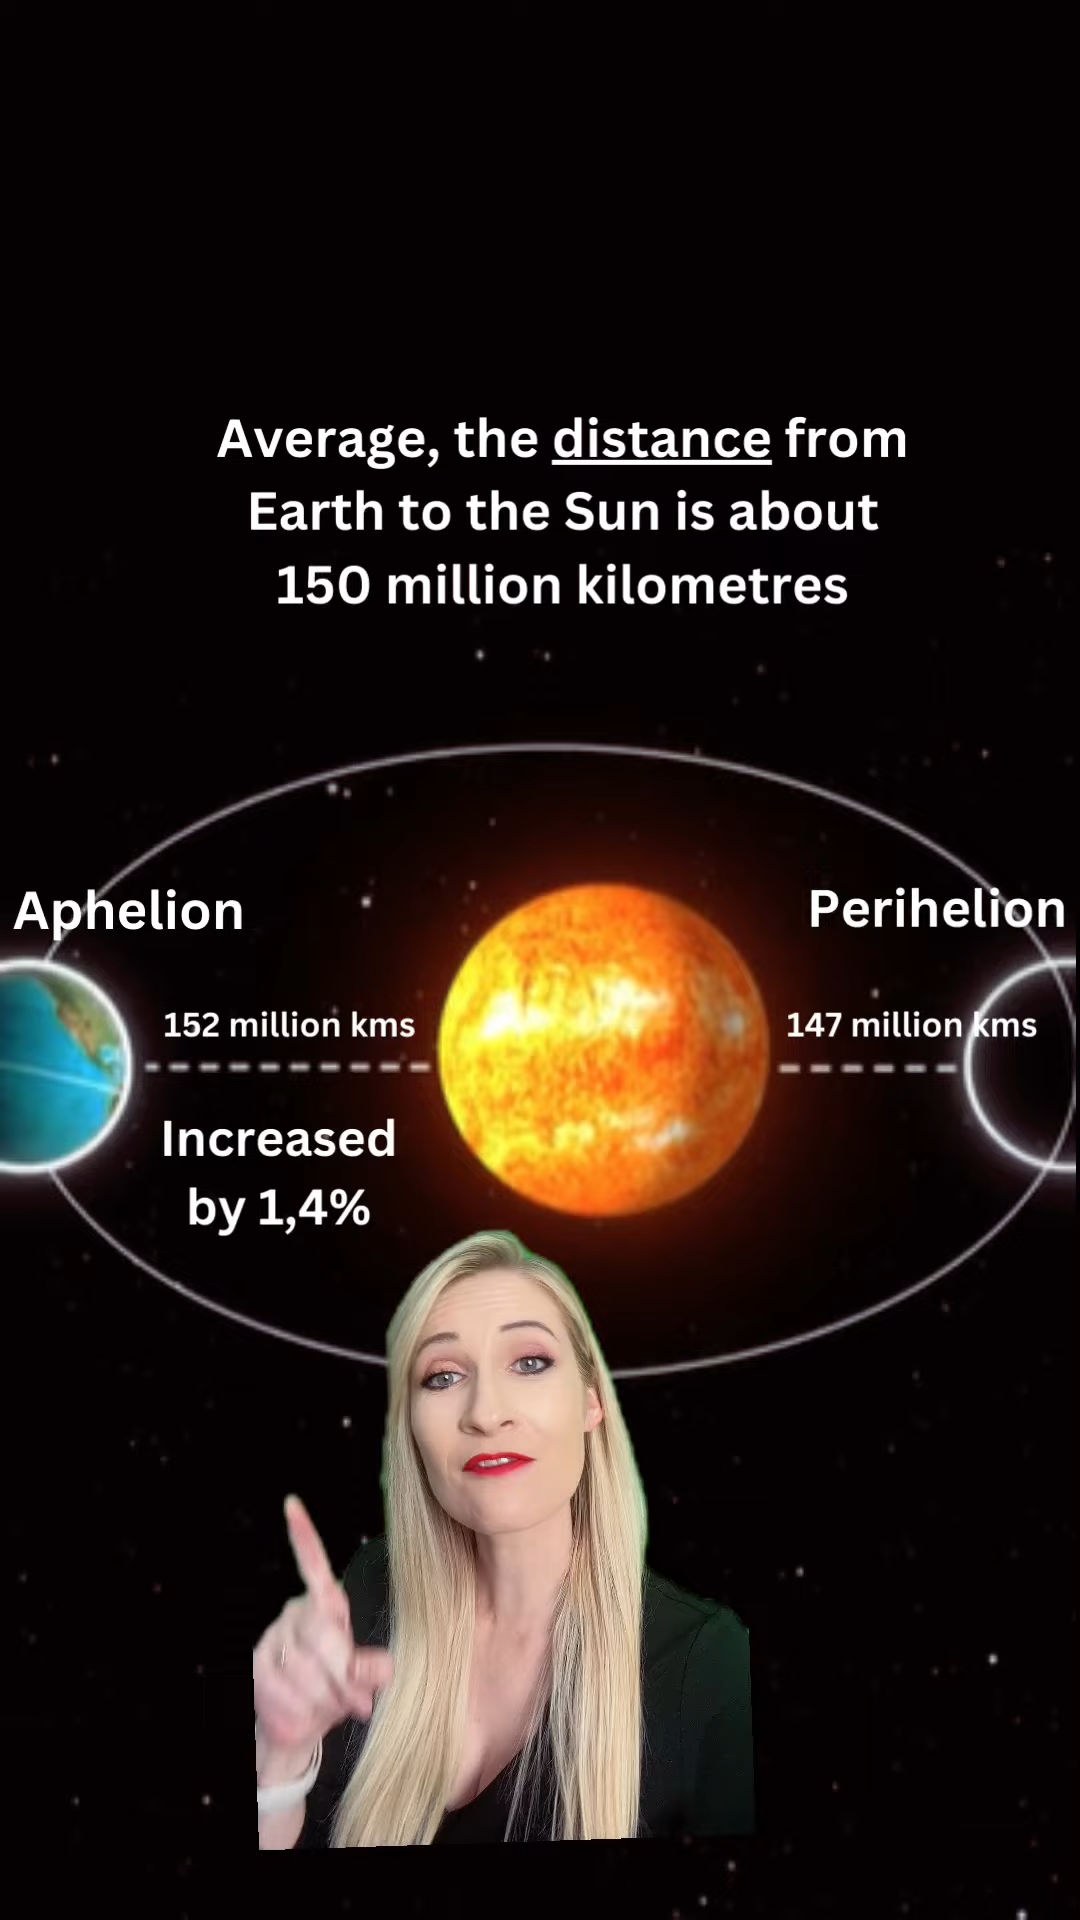 Average, the distance from
Earth to the Sun is about
150 million kilometres
Aphelion
Perihelion
152 million kms
147 million kms
Increased
by 1,4%